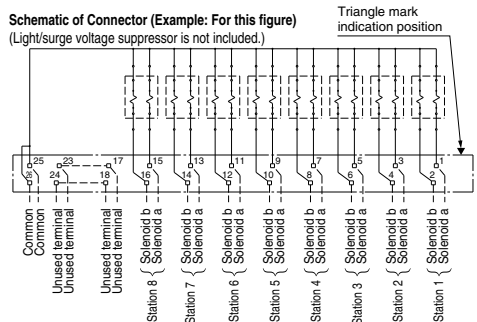 Schematic of Connector (Example: For this figure)
(Light/surge voltage suppressor is not included.)
Triangle mark
indication position
25 23 17 15 13 11 9 7 5 3 1
26 24 18 16 14 12 10 8 6 4 2
Common
Common
Unused terminal
Unused terminal
Unused terminal
Unused terminal
Solenoid b
Solenoid a
Solenoid b
Solenoid a
Solenoid b
Solenoid a
Solenoid b
Solenoid a
Solenoid b
Solenoid a
Solenoid b
Solenoid a
Solenoid b
Solenoid a
Solenoid b
Solenoid a
Station 8
Station 7
Station 6
Station 5
Station 4
Station 3
Station 2
Station 1